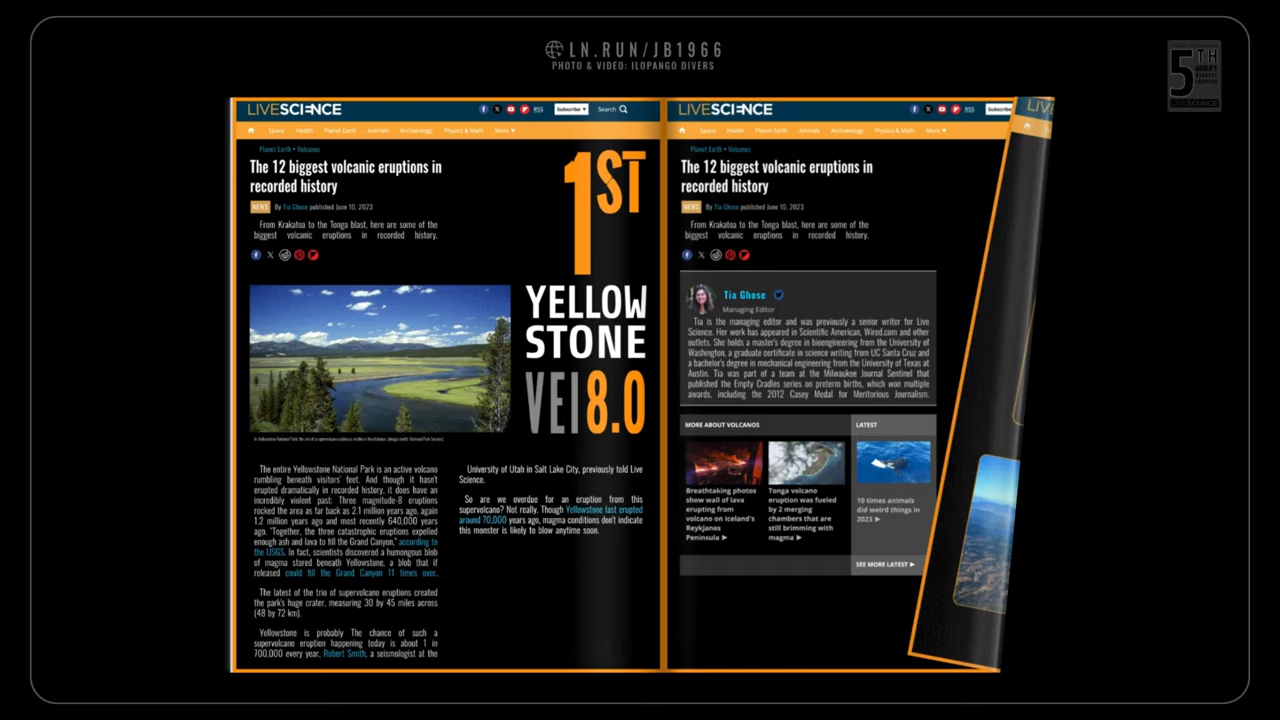 LN.RUN/JB1966
PHOTO & VIDEO: ILOPANGO DIVERS
5TH
WORLD'S
BIGGEST
ERUPTION
LIVESCIENCE
LIVESCIENCE
RSS
Subscribe ▼
Search
Space Health Planet Earth Animals Archaeology Physics & Math More ▼
Planet Earth • Volcanos
The 12 biggest volcanic eruptions in
recorded history
NEWS By Tia Ghose published June 10, 2023
From Krakatoa to the Tonga blast, here are some of the
biggest volcanic eruptions in recorded history.
1ST
YELLOW
STONE
VEI 8.0
The entire Yellowstone National Park is an active volcano
rumbling beneath visitors' feet. And though it hasn't
erupted dramatically in recorded history, it does have an
incredibly violent past: Three magnitude-8 eruptions
rocked the area as far back as 2.1 million years ago, again
1.2 million years ago and most recently 640,000 years
ago. "Together, the three catastrophic eruptions expelled
enough ash and lava to fill the Grand Canyon," according to
the USGS. In fact, scientists discovered a humongous blob
of magma stored beneath Yellowstone, a blob that if
released could fill the Grand Canyon 11 times over.
The latest of the trio of supervolcano eruptions created
the park's huge crater, measuring 30 by 45 miles across
(48 by 72 km).
Yellowstone is probably The chance of such a
supervolcano eruption happening today is about 1 in
700,000 every year, Robert Smith, a seismologist at the
University of Utah in Salt Lake City, previously told Live
Science.
So are we overdue for an eruption from this
supervolcano? Not really. Though Yellowstone last erupted
around 70,000 years ago, magma conditions don't indicate
this monster is likely to blow anytime soon.
LIVESCIENCE
RSS
Subscribe
Space Health Planet Earth Animals Archaeology Physics & Math More ▼
Planet Earth • Volcanos
The 12 biggest volcanic eruptions in
recorded history
NEWS By Tia Ghose published June 10, 2023
From Krakatoa to the Tonga blast, here are some of the
biggest volcanic eruptions in recorded history.
Tia Ghose
Managing Editor
Tia is the managing editor and was previously a senior writer for Live
Science. Her work has appeared in Scientific American, Wired.com and other
outlets. She holds a master's degree in bioengineering from the University of
Washington, a graduate certificate in science writing from UC Santa Cruz and
a bachelor's degree in mechanical engineering from the University of Texas at
Austin. Tia was part of a team at the Milwaukee Journal Sentinel that
published the Empty Cradles series on preterm births, which won multiple
awards, including the 2012 Casey Medal for Meritorious Journalism.
MORE ABOUT VOLCANOS
Breathtaking photos
show wall of lava
erupting from
volcano on Iceland's
Reykjanes
Peninsula ▶
Tonga volcano
eruption was fueled
by 2 merging
chambers that are
still brimming with
magma ▶
LATEST
10 times animals
did weird things in
2023 ▶
SEE MORE LATEST ▶
LIV